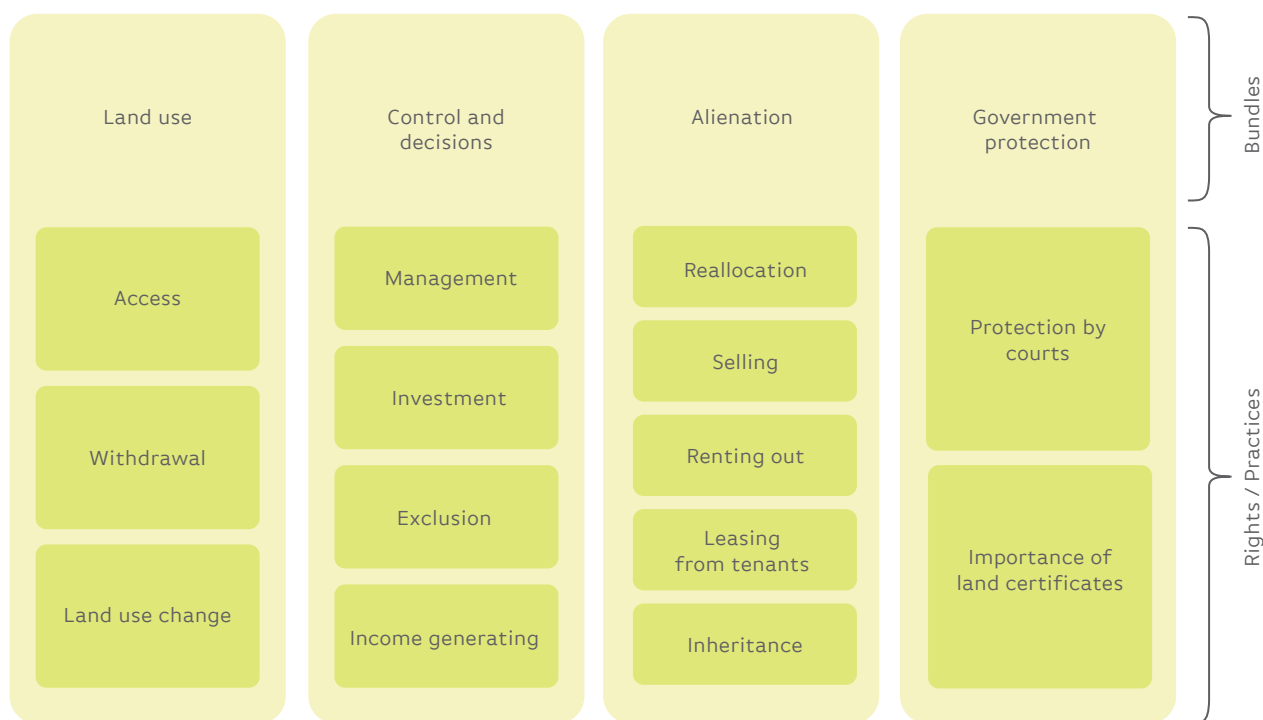 Land use
Control and
decisions
Alienation
Government
protection
Bundles
Access
Withdrawal
Land use change
Management
Investment
Exclusion
Income generating
Reallocation
Selling
Renting out
Leasing
from tenants
Inheritance
Protection by
courts
Importance of
land certificates
Rights / Practices